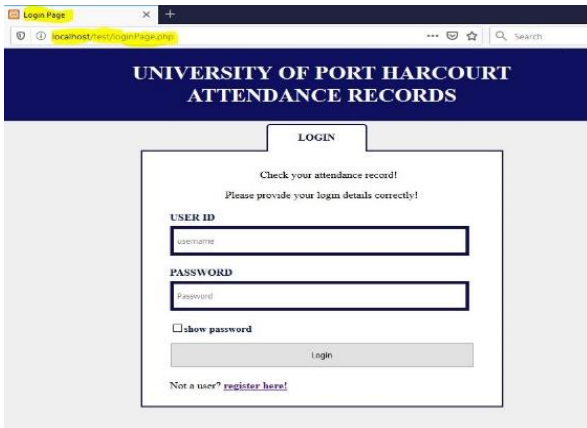 Login Page
localhost/test/loginPage.php
Search
UNIVERSITY OF PORT HARCOURT
ATTENDANCE RECORDS
LOGIN
Check your attendance record!
Please provide your login details correctly!
USER ID
username
PASSWORD
Password
show password
Login
Not a user? register here!